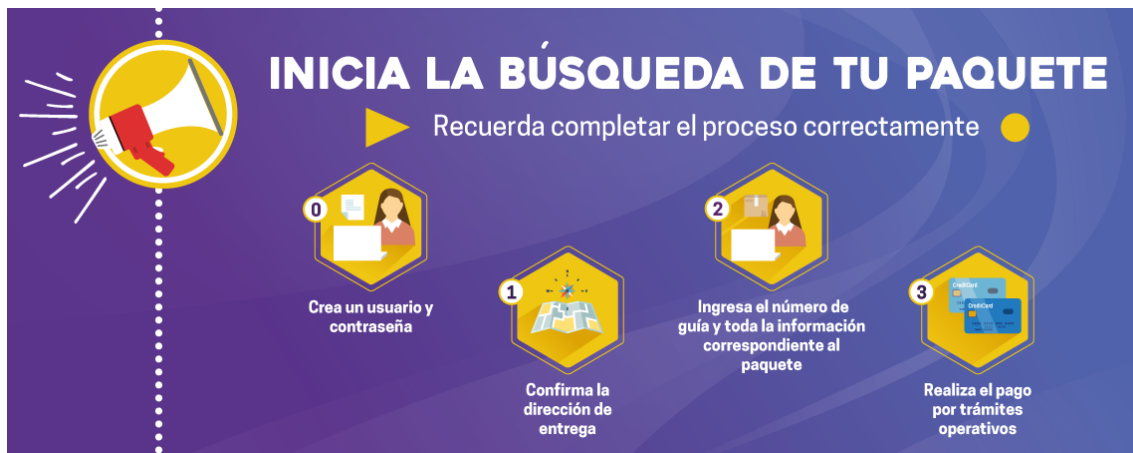 INICIA LA BÚSQUEDA DE TU PAQUETE
Recuerda completar el proceso correctamente
0
Crea un usuario y
contraseña
1
Confirma la
dirección de
entrega
2
Ingresa el número de
guía y toda la información
correspondiente al
paquete
3
CreditCard
CreditCard
Realiza el pago
por trámites
operativos